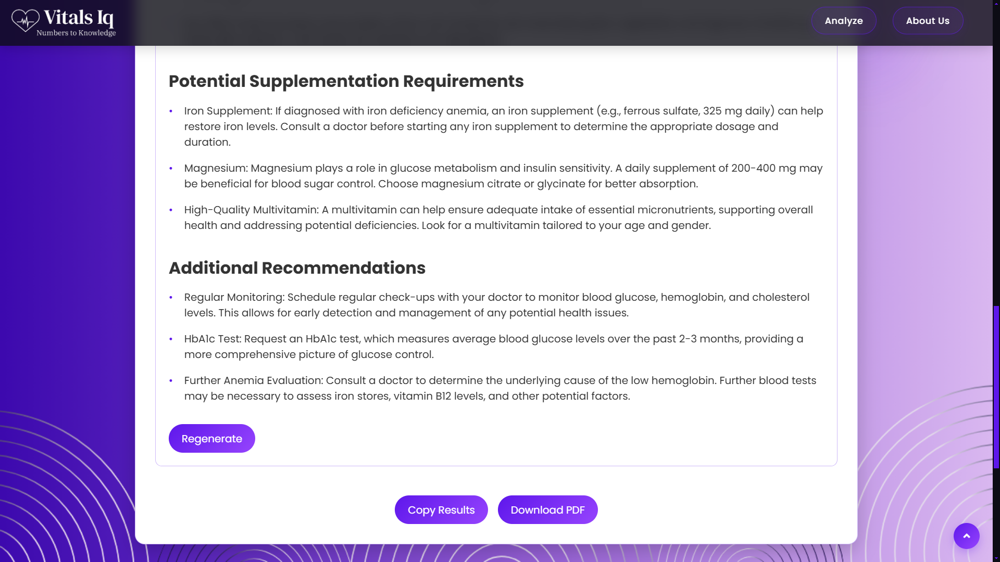 Vitals Iq
Numbers to Knowledge
Analyze
About Us
Potential Supplementation Requirements
• Iron Supplement: If diagnosed with iron deficiency anemia, an iron supplement (e.g., ferrous sulfate, 325 mg daily) can help
restore iron levels. Consult a doctor before starting any iron supplement to determine the appropriate dosage and
duration.
• Magnesium: Magnesium plays a role in glucose metabolism and insulin sensitivity. A daily supplement of 200-400 mg may
be beneficial for blood sugar control. Choose magnesium citrate or glycinate for better absorption.
• High-Quality Multivitamin: A multivitamin can help ensure adequate intake of essential micronutrients, supporting overall
health and addressing potential deficiencies. Look for a multivitamin tailored to your age and gender.
Additional Recommendations
• Regular Monitoring: Schedule regular check-ups with your doctor to monitor blood glucose, hemoglobin, and cholesterol
levels. This allows for early detection and management of any potential health issues.
• HbA1c Test: Request an HbA1c test, which measures average blood glucose levels over the past 2-3 months, providing a
more comprehensive picture of glucose control.
• Further Anemia Evaluation: Consult a doctor to determine the underlying cause of the low hemoglobin. Further blood tests
may be necessary to assess iron stores, vitamin B12 levels, and other potential factors.
Regenerate
Copy Results
Download PDF